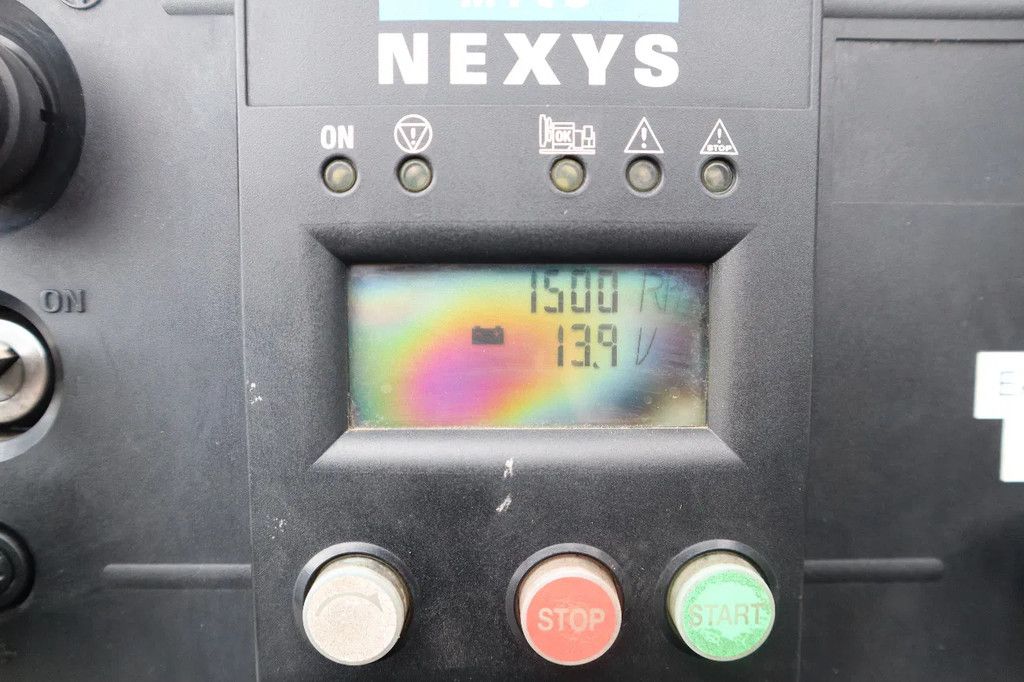 NEXYS
ON
OK
STOP
ON
1500
13.9 V
STOP
START